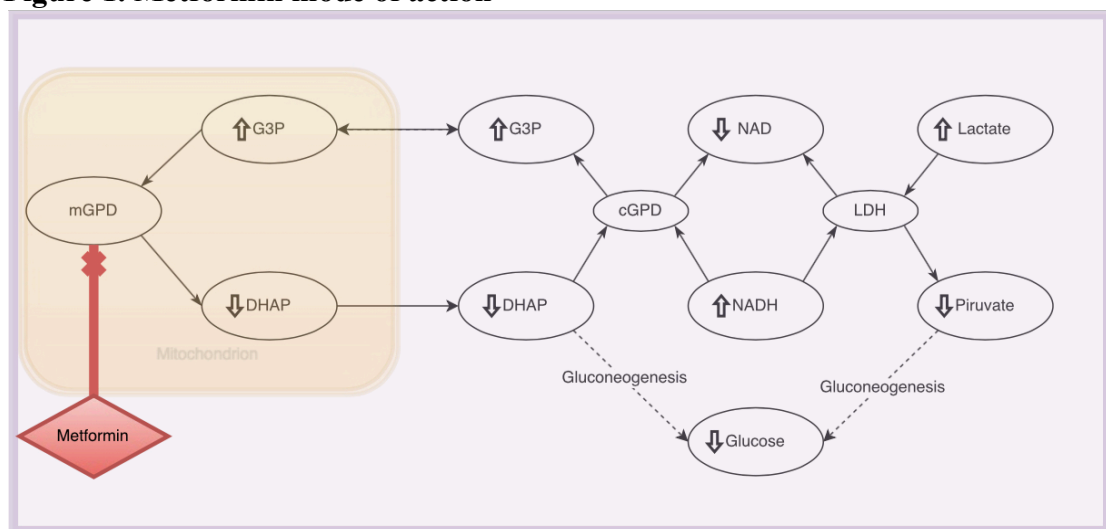 Figure 1. Metformin mode of action
G3P
G3P
NAD
Lactate
mGPD
cGPD
LDH
DHAP
DHAP
NADH
Piruvate
Mitochondrion
Gluconeogenesis
Gluconeogenesis
Metformin
Glucose